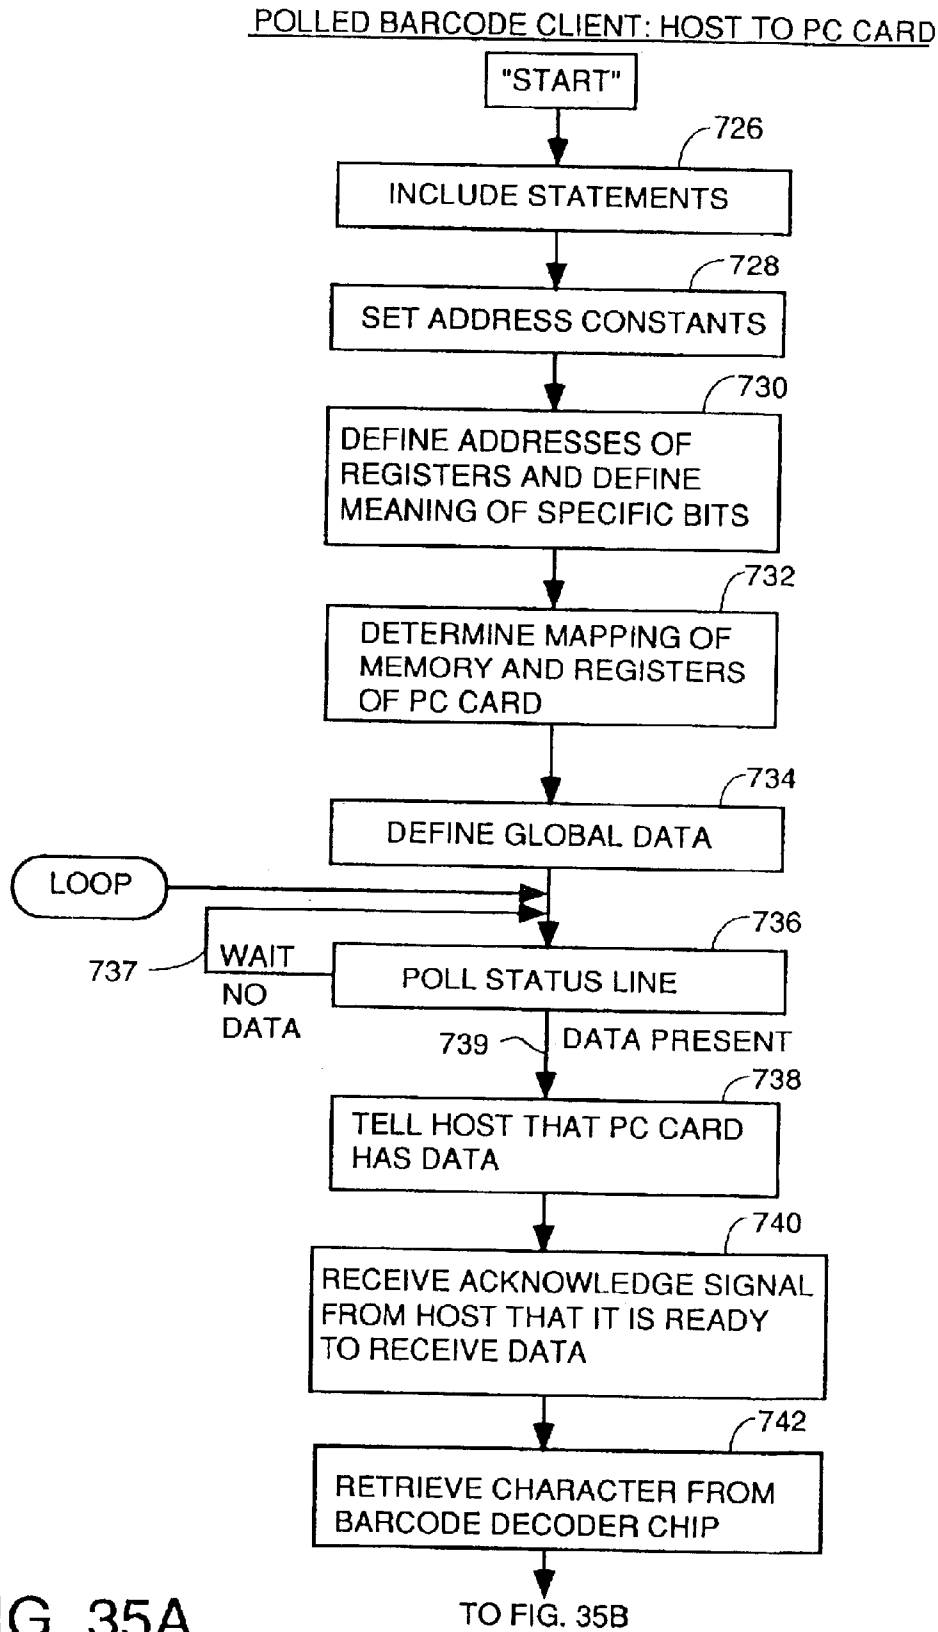 POLLED BARCODE CLIENT: HOST TO PC CARD
"START"
726
INCLUDE STATEMENTS
728
SET ADDRESS CONSTANTS
730
DEFINE ADDRESSES OF
REGISTERS AND DEFINE
MEANING OF SPECIFIC BITS
732
DETERMINE MAPPING OF
MEMORY AND REGISTERS
OF PC CARD
734
DEFINE GLOBAL DATA
LOOP
736
737
WAIT
NO
DATA
POLL STATUS LINE
739
DATA PRESENT
738
TELL HOST THAT PC CARD
HAS DATA
740
RECEIVE ACKNOWLEDGE SIGNAL
FROM HOST THAT IT IS READY
TO RECEIVE DATA
742
RETRIEVE CHARACTER FROM
BARCODE DECODER CHIP
TO FIG. 35B
IG. 35A